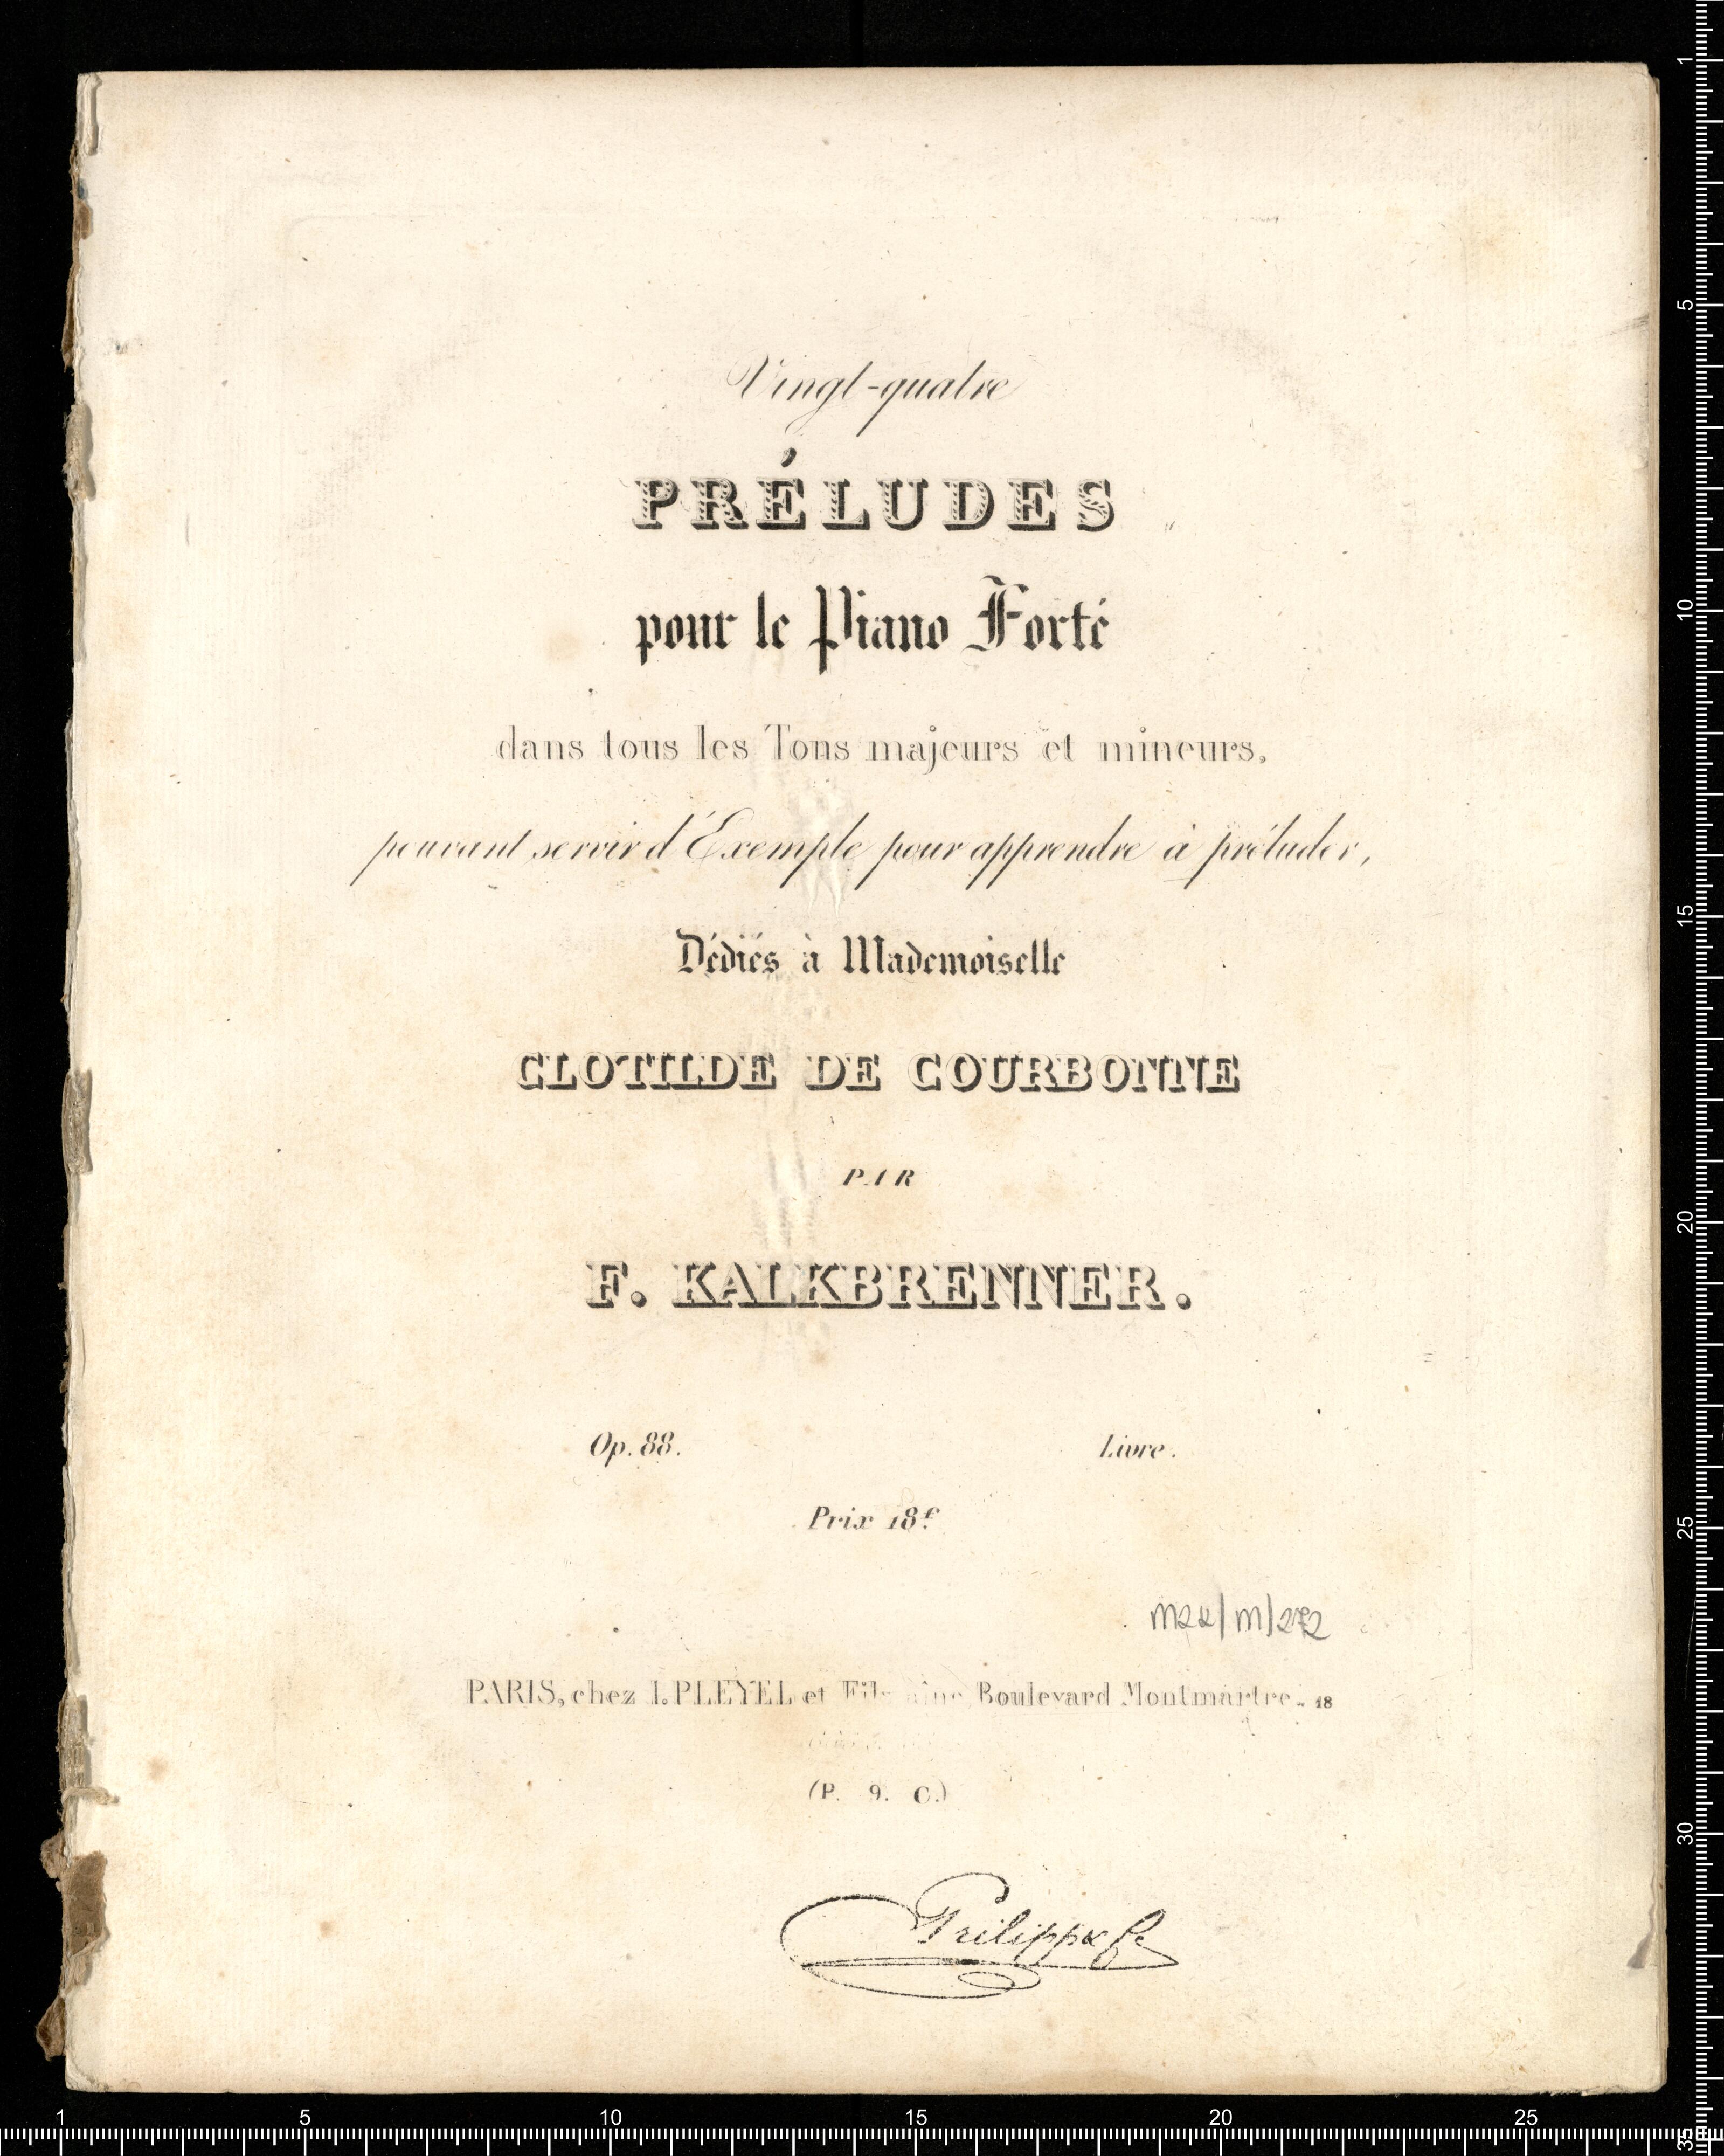 Vingt-quatre
PRÉLUDES
pour le Piano Forté
dans tous les Tons majeurs et mineurs,
pouvant servir d'Exemple pour apprendre à préluder,
Dédiés à Mademoiselle
CLOTILDE DE COURBONNE
PAR
F. KALKBRENNER.
Op. 88. Livre.
Prix 18f.
PARIS, chez I. PLEYEL et Fils aîné Boulevard Montmartre. 18
(P. 9. C.)